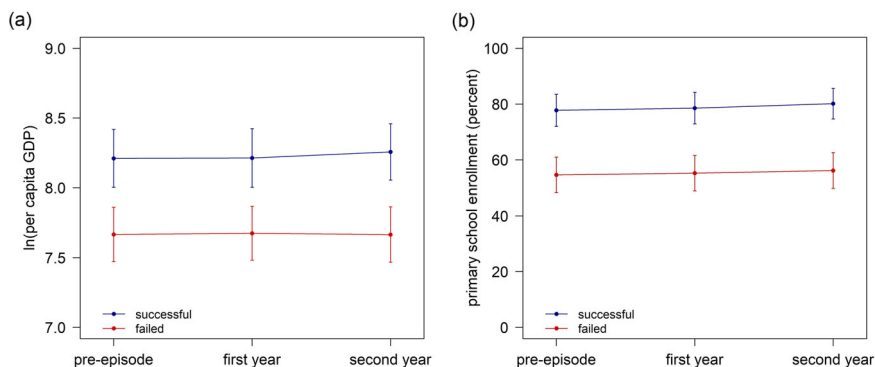 (a)
ln(per capita GDP)
9.0
8.5
8.0
7.5
7.0
successful
failed
pre-episode first year second year
(b)
primary school enrollment (percent)
100
80
60
40
20
0
successful
failed
pre-episode first year second year